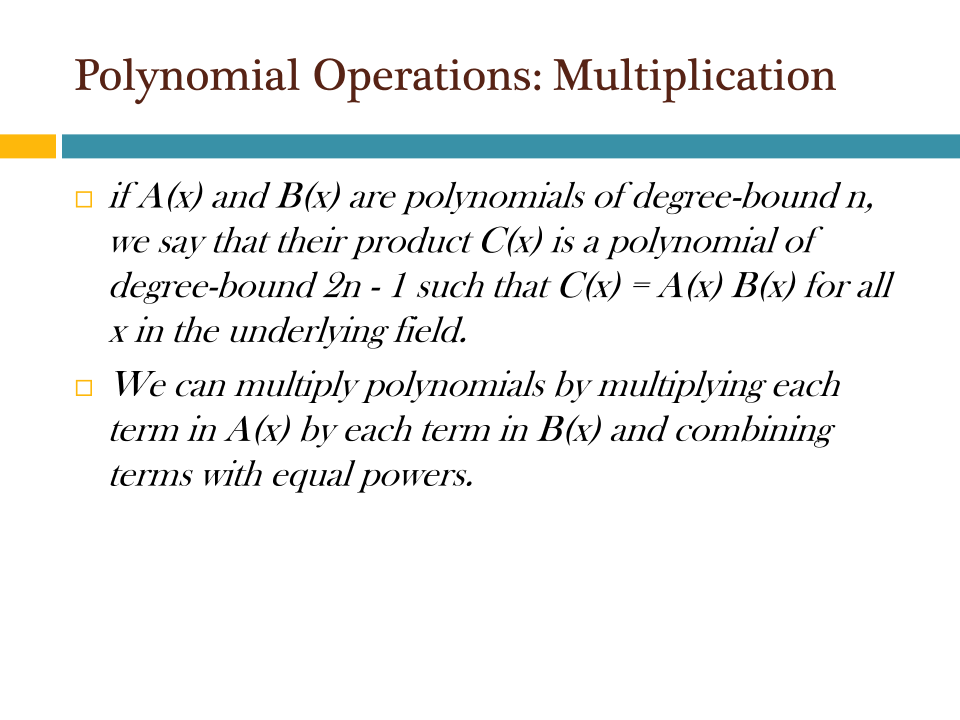 Polynomial Operations: Multiplication
if A(x) and B(x) are polynomials of degree-bound n,
we say that their product C(x) is a polynomial of
degree-bound 2n - 1 such that C(x) = A(x) B(x) for all
x in the underlying field.
We can multiply polynomials by multiplying each
term in A(x) by each term in B(x) and combining
terms with equal powers.